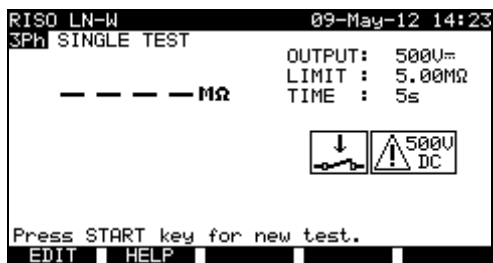 RISO LN-W 09-May-12 14:23
3Ph SINGLE TEST
OUTPUT: 500V⎓
LIMIT : 5.00MΩ
— — — — MΩ
TIME : 5s
500V
DC
Press START key for new test.
EDIT HELP